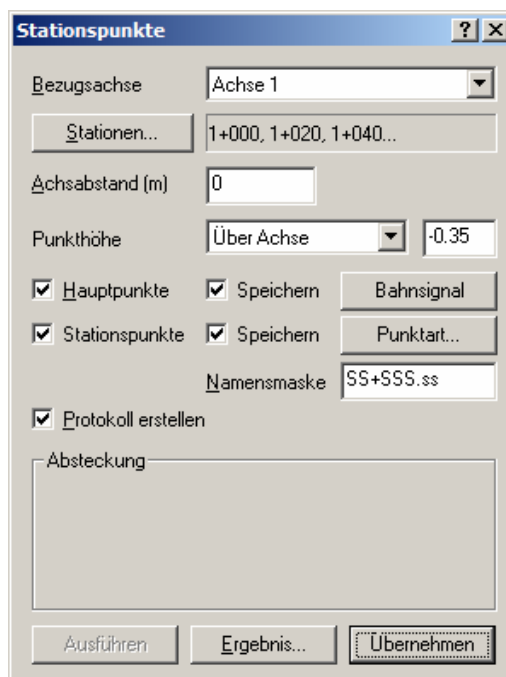 Stationspunkte
Bezugsachse Achse 1
Stationen... 1+000, 1+020, 1+040...
Achsabstand (m) 0
Punkthöhe Über Achse -0.35
Hauptpunkte Speichern Bahnsignal
Stationspunkte Speichern Punktart...
Namensmaske SS+SSS.ss
Protokoll erstellen
Absteckung
Ausführen Ergebnis... Übernehmen